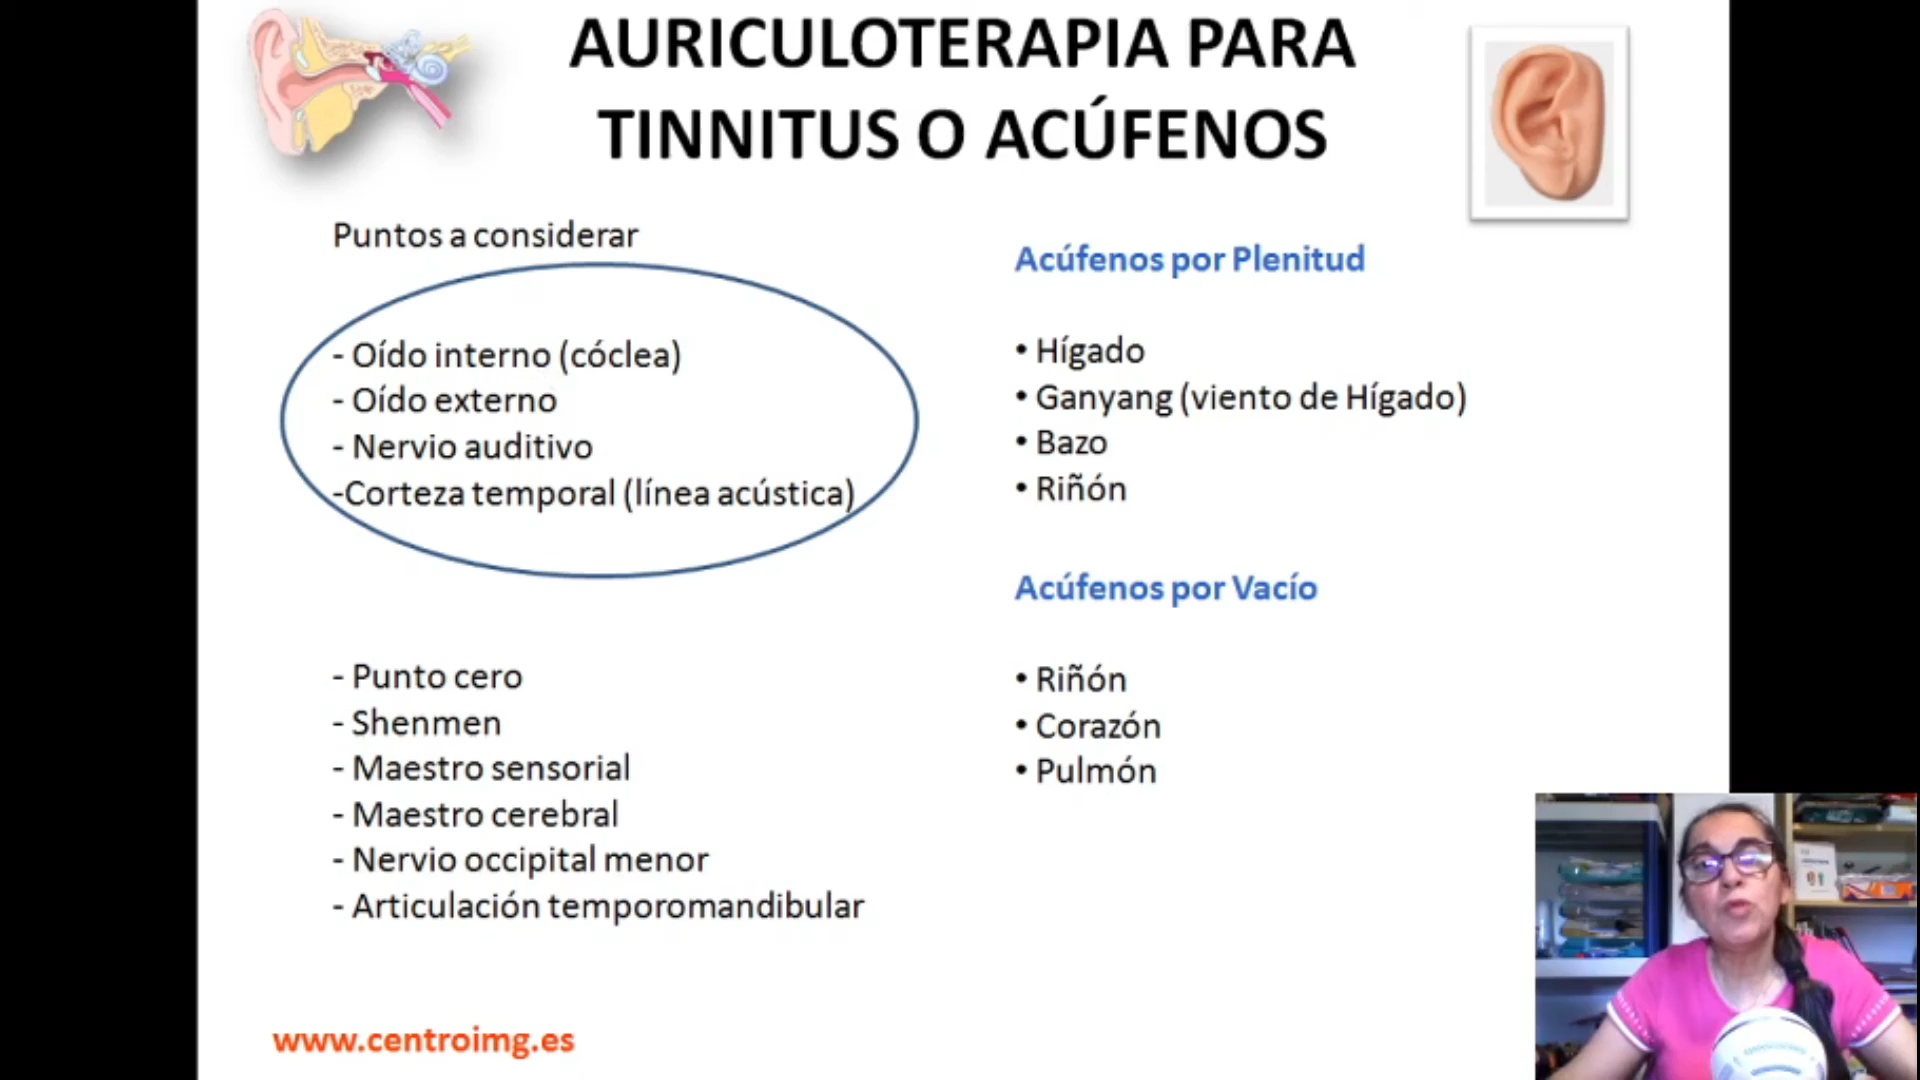 AURICULOTERAPIA PARA
TINNITUS O ACÚFENOS
Puntos a considerar
- Oído interno (cóclea)
- Oído externo
- Nervio auditivo
-Corteza temporal (línea acústica)
- Punto cero
- Shenmen
- Maestro sensorial
- Maestro cerebral
- Nervio occipital menor
- Articulación temporomandibular
Acúfenos por Plenitud
• Hígado
• Ganyang (viento de Hígado)
• Bazo
• Riñón
Acúfenos por Vacío
• Riñón
• Corazón
• Pulmón
www.centroimg.es